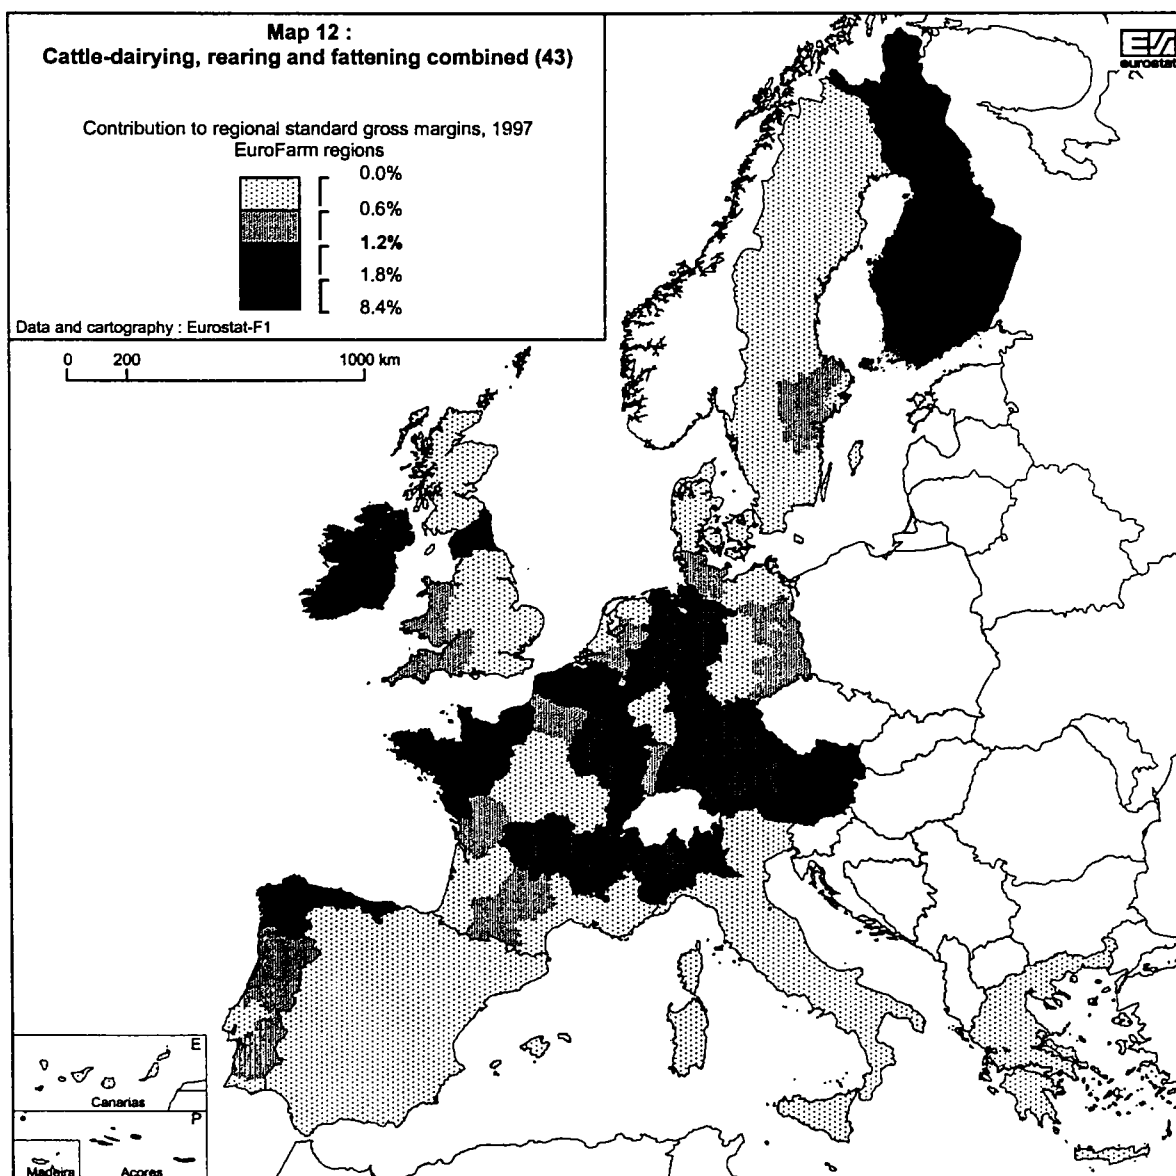 Map 12 :
Cattle-dairying, rearing and fattening combined (43)
Contribution to regional standard gross margins, 1997
EuroFarm regions
0.0%
0.6%
1.2%
1.8%
8.4%
Data and cartography : Eurostat-F1
eurostat
0 200 1000 km
E
Canarias
P
Madeira Açores